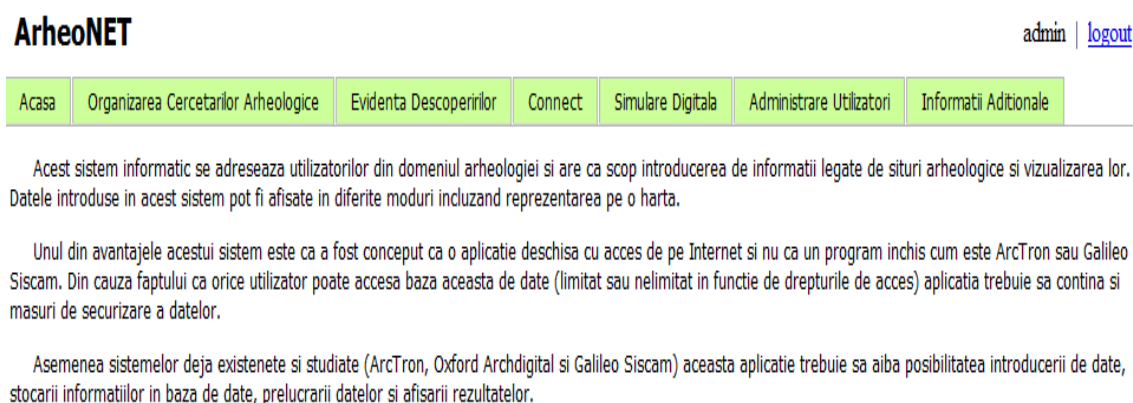 ArheoNET
admin | logout
Acasa Organizarea Cercetarilor Arheologice Evidenta Descoperirilor Connect Simulare Digitala Administrare Utilizatori Informatii Aditionale
Acest sistem informatic se adreseaza utilizatorilor din domeniul arheologiei si are ca scop introducerea de informatii legate de situri arheologice si vizualizarea lor.
Datele introduse in acest sistem pot fi afisate in diferite moduri incluzand reprezentarea pe o harta.
Unul din avantajele acestui sistem este ca a fost conceput ca o aplicatie deschisa cu acces de pe Internet si nu ca un program inchis cum este ArcTron sau Galileo
Siscam. Din cauza faptului ca orice utilizator poate accesa baza aceasta de date (limitat sau nelimitat in functie de drepturile de acces) aplicatia trebuie sa contina si
masuri de securizare a datelor.
Asemenea sistemelor deja existenete si studiate (ArcTron, Oxford Archdigital si Galileo Siscam) aceasta aplicatie trebuie sa aiba posibilitatea introducerii de date,
stocarii informatiilor in baza de date, prelucrarii datelor si afisarii rezultatelor.